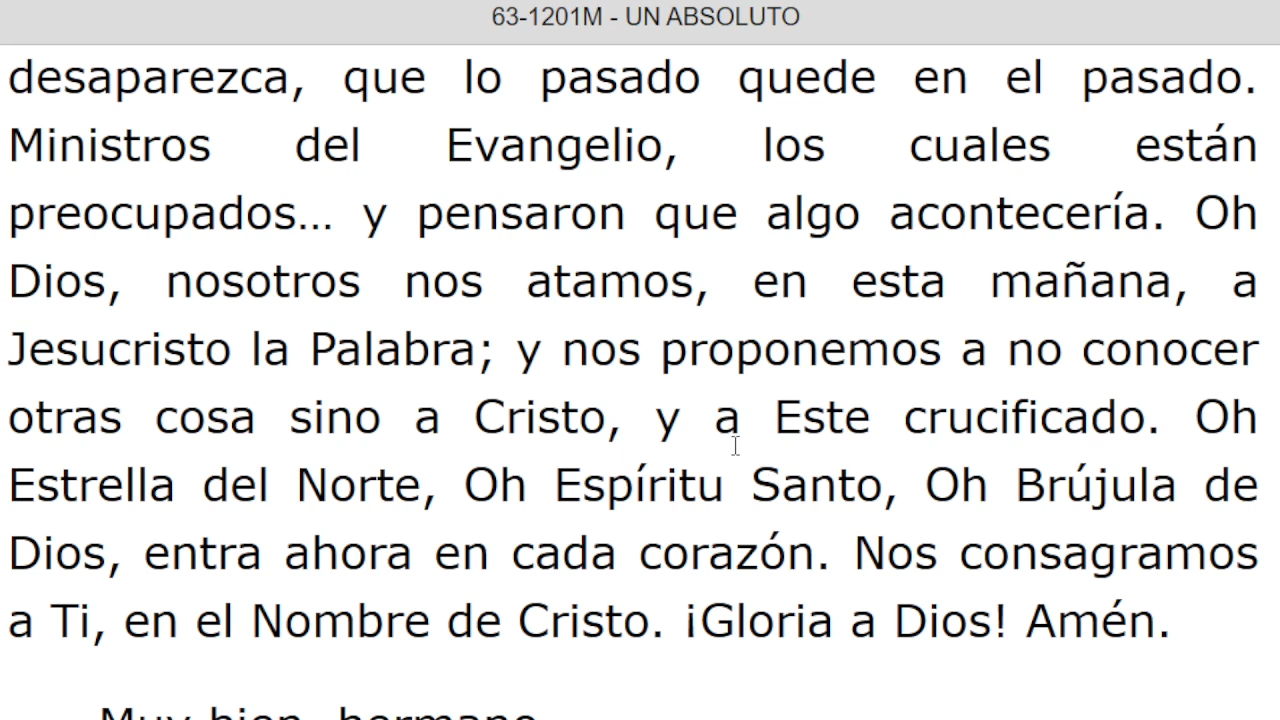 63-1201M - UN ABSOLUTO
desaparezca, que lo pasado quede en el pasado.
Ministros del Evangelio, los cuales están
preocupados… y pensaron que algo acontecería. Oh
Dios, nosotros nos atamos, en esta mañana, a
Jesucristo la Palabra; y nos proponemos a no conocer
otras cosa sino a Cristo, y a Este crucificado. Oh
Estrella del Norte, Oh Espíritu Santo, Oh Brújula de
Dios, entra ahora en cada corazón. Nos consagramos
a Ti, en el Nombre de Cristo. ¡Gloria a Dios! Amén.
Muy bien, hermano